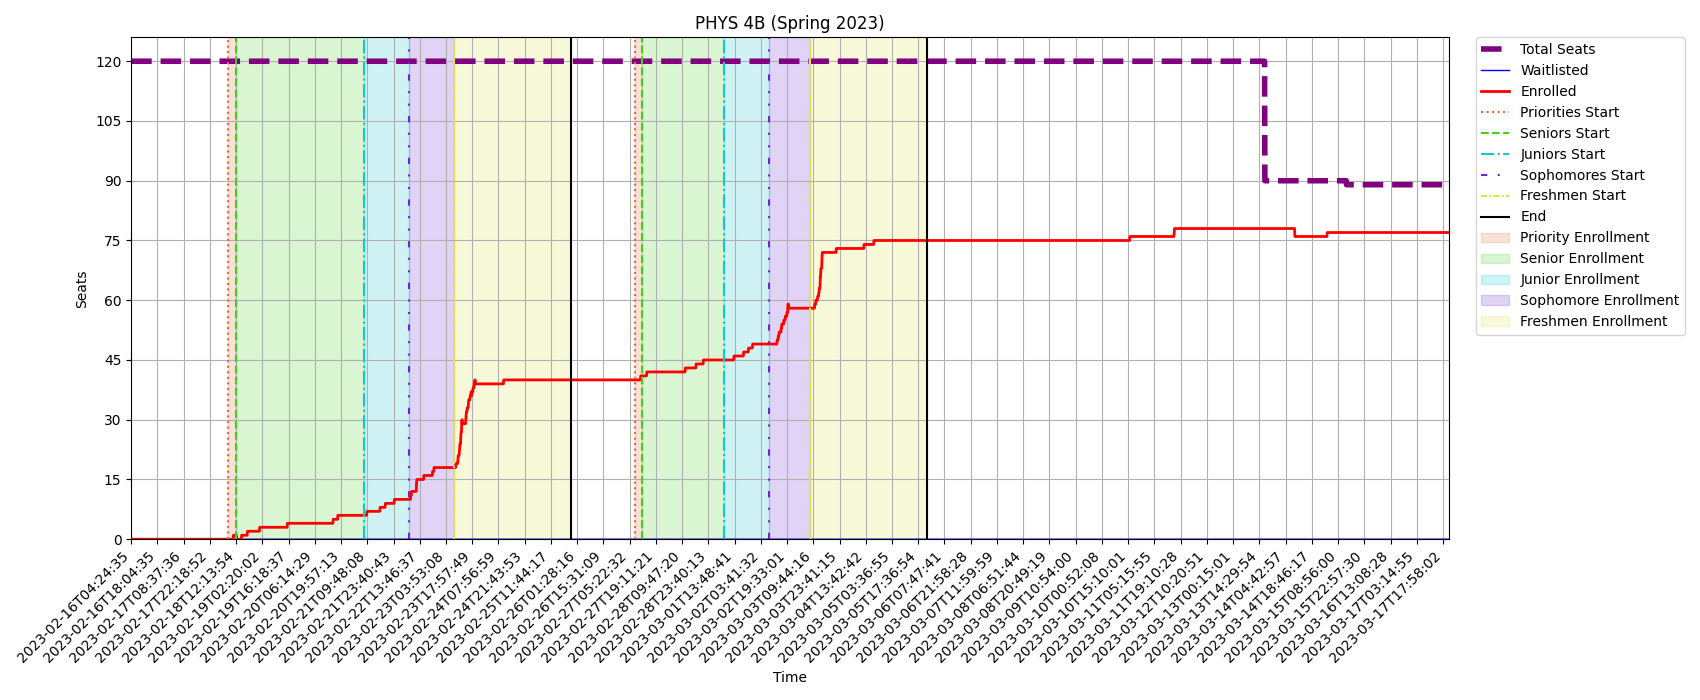 PHYS 4B (Spring 2023)
Seats
120
105
90
75
60
45
30
15
0
2023-02-16T04:24:35
2023-02-16T18:04:35
2023-02-17T08:37:36
2023-02-17T22:18:52
2023-02-18T12:13:54
2023-02-19T02:20:02
2023-02-19T16:18:37
2023-02-20T06:14:29
2023-02-20T19:57:13
2023-02-21T09:48:08
2023-02-21T23:40:43
2023-02-22T13:46:37
2023-02-23T03:53:08
2023-02-23T17:57:49
2023-02-24T07:56:59
2023-02-24T21:43:53
2023-02-25T11:44:17
2023-02-26T01:28:16
2023-02-26T15:31:09
2023-02-27T05:22:32
2023-02-27T19:11:21
2023-02-28T09:47:20
2023-02-28T23:40:13
2023-03-01T13:48:41
2023-03-02T03:41:32
2023-03-02T19:33:01
2023-03-03T09:44:16
2023-03-03T23:41:15
2023-03-04T13:42:42
2023-03-05T03:36:55
2023-03-05T17:36:54
2023-03-06T07:47:41
2023-03-06T21:58:28
2023-03-07T11:59:59
2023-03-08T06:51:44
2023-03-08T20:49:19
2023-03-09T10:54:00
2023-03-10T00:52:08
2023-03-10T15:10:01
2023-03-11T05:15:55
2023-03-11T19:10:28
2023-03-12T10:20:51
2023-03-13T00:15:01
2023-03-13T14:29:54
2023-03-14T04:42:57
2023-03-14T18:46:17
2023-03-15T08:56:00
2023-03-15T22:57:30
2023-03-16T13:08:28
2023-03-17T03:14:55
2023-03-17T17:58:02
Time
Total Seats
Waitlisted
Enrolled
Priorities Start
Seniors Start
Juniors Start
Sophomores Start
Freshmen Start
End
Priority Enrollment
Senior Enrollment
Junior Enrollment
Sophomore Enrollment
Freshmen Enrollment